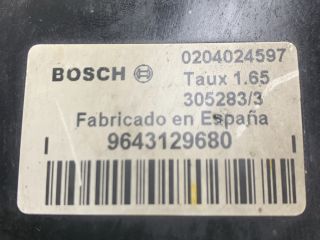 BOSCH 0204024597
Taux 1.65
305283/3
Fabricado en España
9643129680